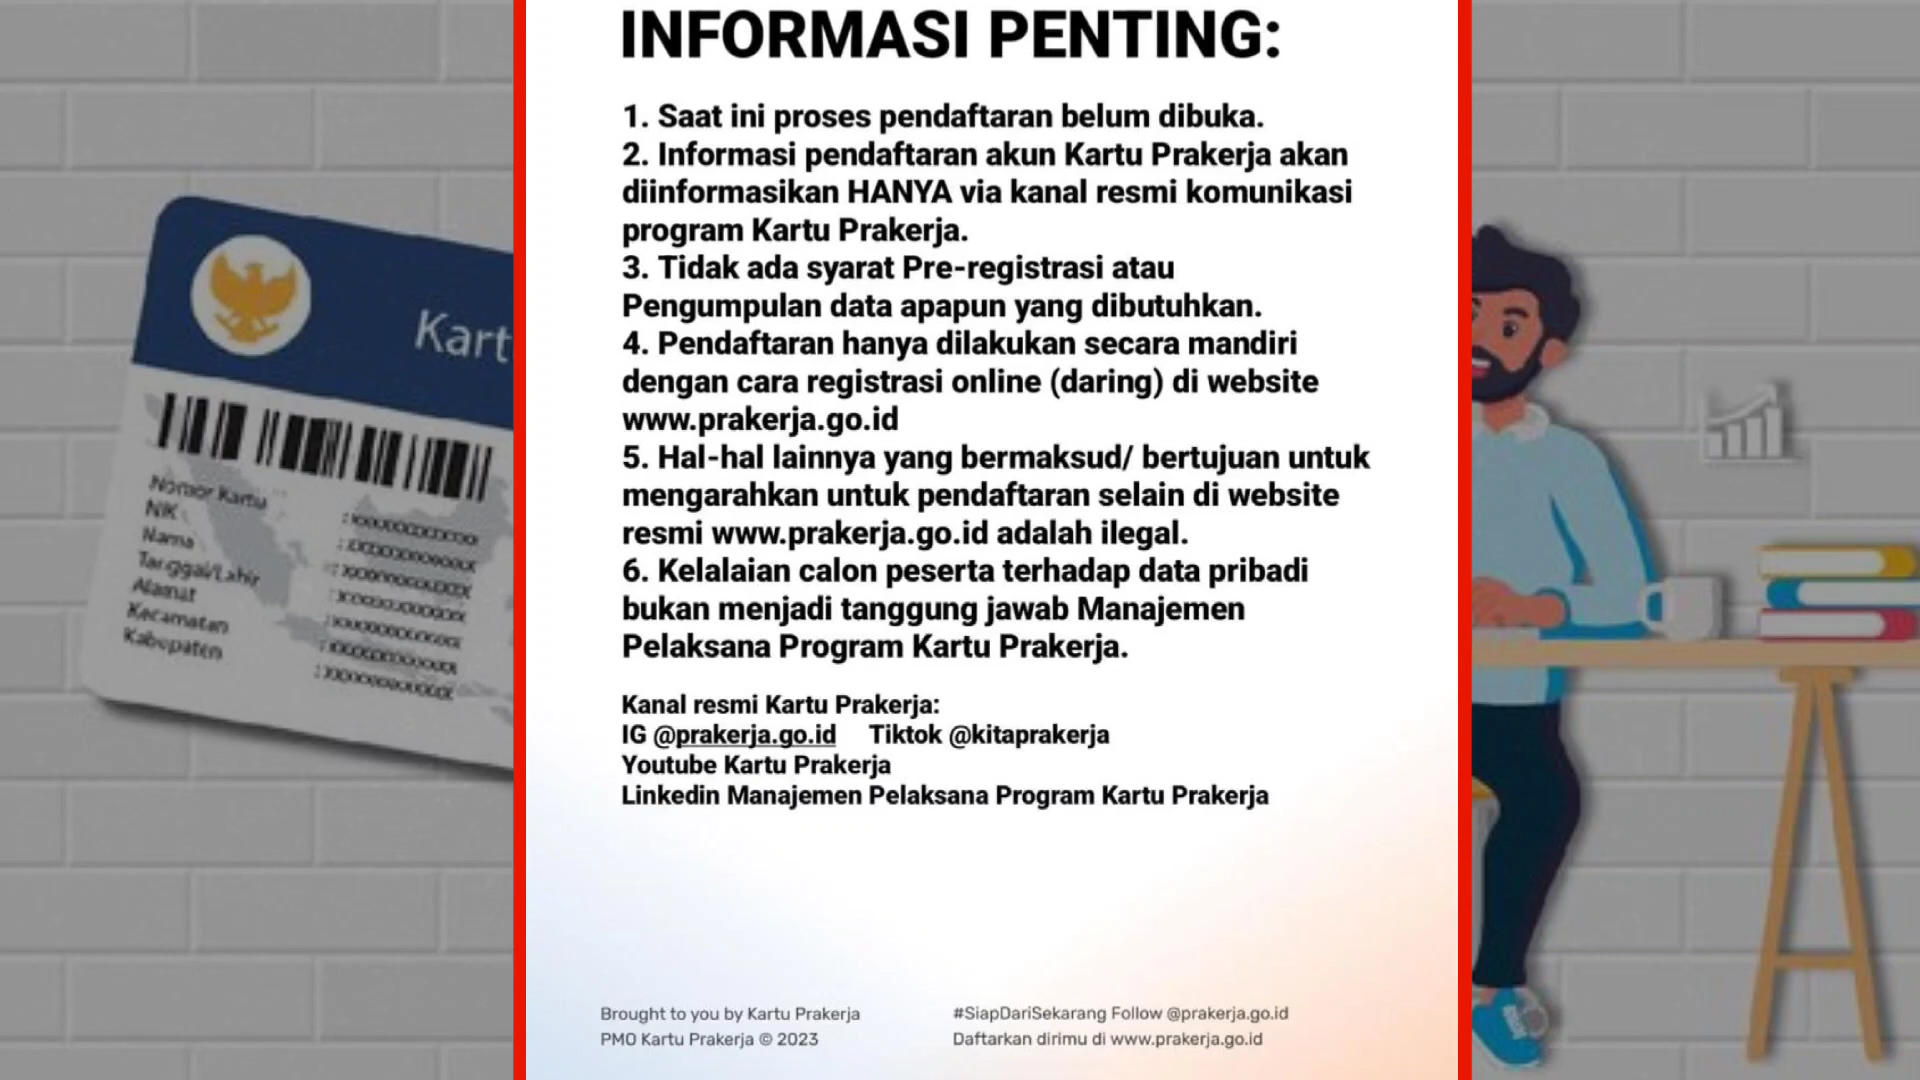 INFORMASI PENTING:
1. Saat ini proses pendaftaran belum dibuka.
2. Informasi pendaftaran akun Kartu Prakerja akan
diinformasikan HANYA via kanal resmi komunikasi
program Kartu Prakerja.
3. Tidak ada syarat Pre-registrasi atau
Pengumpulan data apapun yang dibutuhkan.
4. Pendaftaran hanya dilakukan secara mandiri
dengan cara registrasi online (daring) di website
www.prakerja.go.id
5. Hal-hal lainnya yang bermaksud/ bertujuan untuk
mengarahkan untuk pendaftaran selain di website
resmi www.prakerja.go.id adalah ilegal.
6. Kelalaian calon peserta terhadap data pribadi
bukan menjadi tanggung jawab Manajemen
Pelaksana Program Kartu Prakerja.
Kanal resmi Kartu Prakerja:
IG @prakerja.go.id Tiktok @kitaprakerja
Youtube Kartu Prakerja
Linkedin Manajemen Pelaksana Program Kartu Prakerja
Brought to you by Kartu Prakerja
PMO Kartu Prakerja © 2023
#SiapDariSekarang Follow @prakerja.go.id
Daftarkan dirimu di www.prakerja.go.id
Kart
Nomor Kartu
NIK
Nama
Tanggal/Lahir
Alamat
Kecamatan
Kabupaten